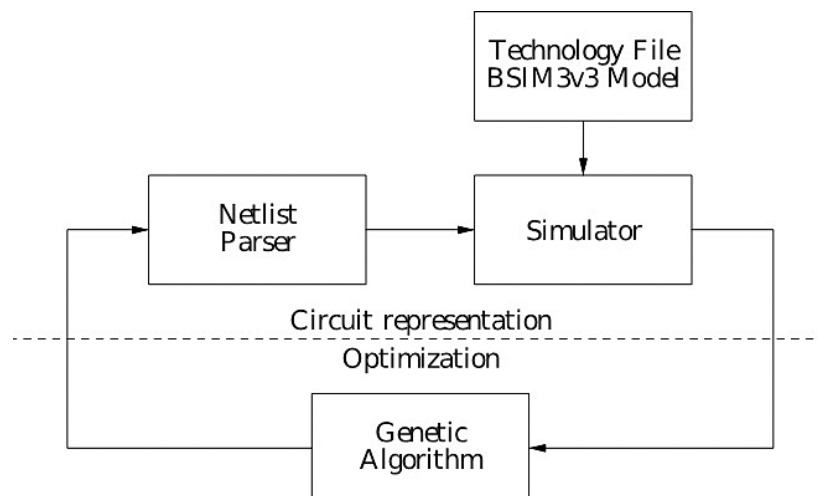 Technology File
BSIM3v3 Model
Netlist
Parser
Simulator
Circuit representation
Optimization
Genetic
Algorithm